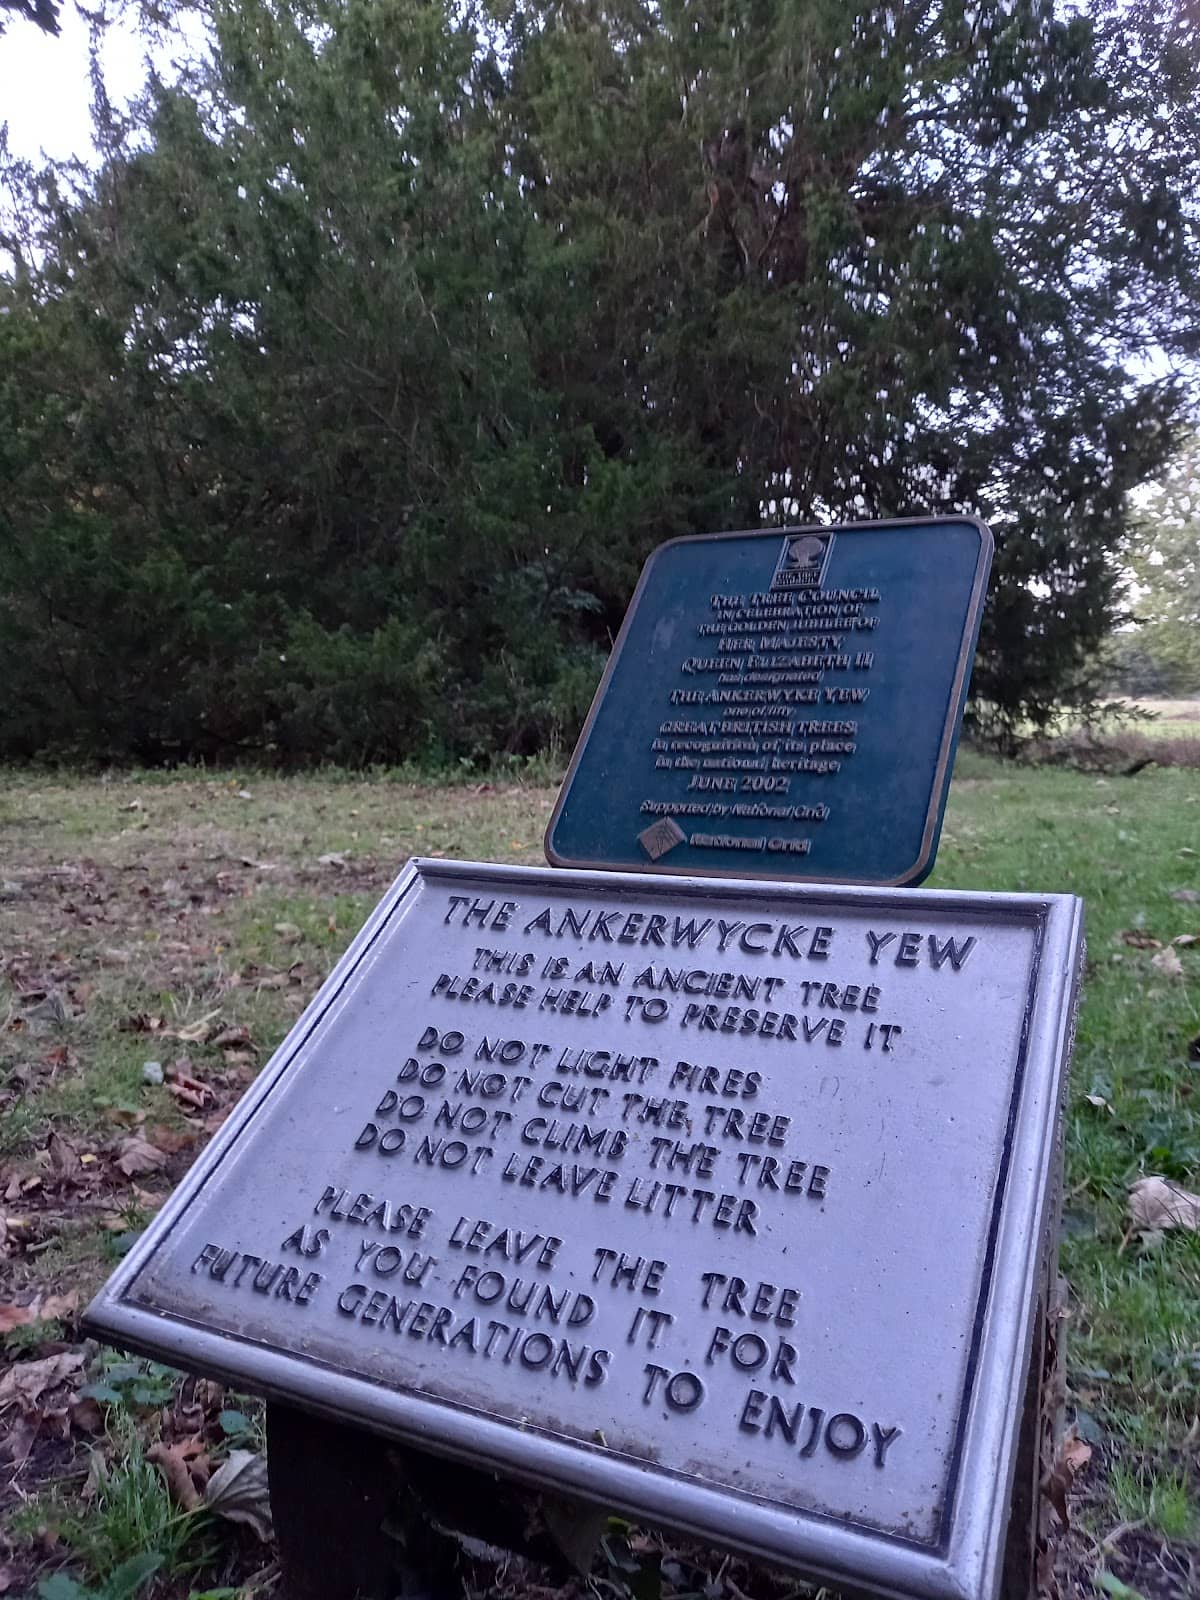 THE TREE COUNCIL
IN CELEBRATION OF
THE GOLDEN JUBILEE OF
HER MAJESTY
QUEEN ELIZABETH II
has designated
THE ANKERWYKE YEW
one of fifty
GREAT BRITISH TREES
in recognition of its place
in the national heritage
JUNE 2002
Supported by National Grid
National Grid
THE ANKERWYCKE YEW
THIS IS AN ANCIENT TREE
PLEASE HELP TO PRESERVE IT
DO NOT LIGHT FIRES
DO NOT CUT THE TREE
DO NOT CLIMB THE TREE
DO NOT LEAVE LITTER
PLEASE LEAVE THE TREE
AS YOU FOUND IT FOR
FUTURE GENERATIONS TO ENJOY